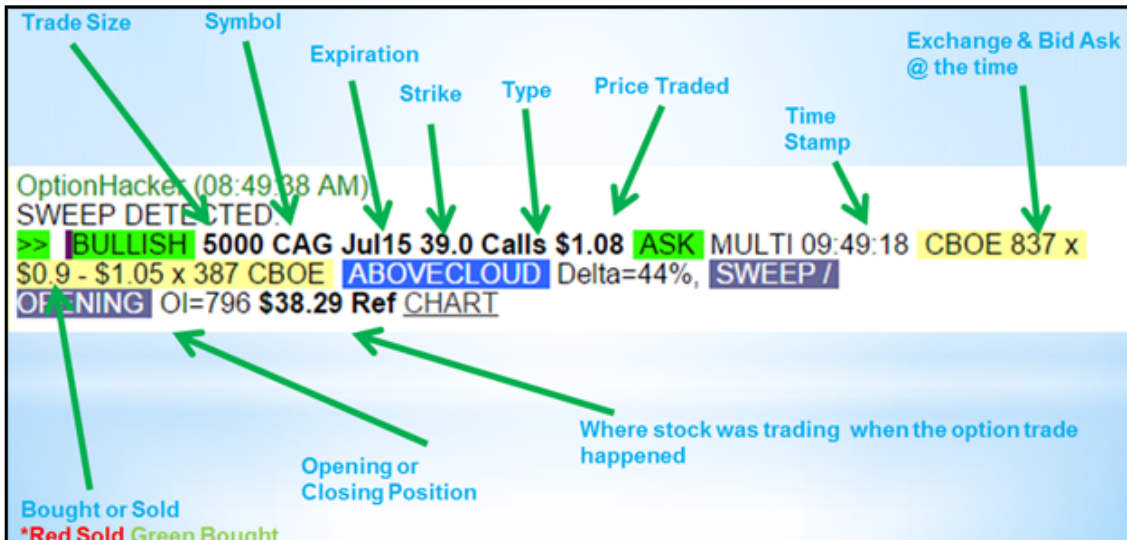 Trade Size
Symbol
Expiration
Strike
Type
Price Traded
Time
Stamp
Exchange & Bid Ask
@ the time
OptionHacker (08:49:38 AM)
SWEEP DETECTED:
>> BULLISH 5000 CAG Jul15 39.0 Calls $1.08 ASK MULTI 09:49:18 CBOE 837 x
$0.9 - $1.05 x 387 CBOE ABOVECLOUD Delta=44%, SWEEP /
OPENING OI=796 $38.29 Ref CHART
Where stock was trading when the option trade
happened
Opening or
Closing Position
Bought or Sold
*Red Sold Green Bought